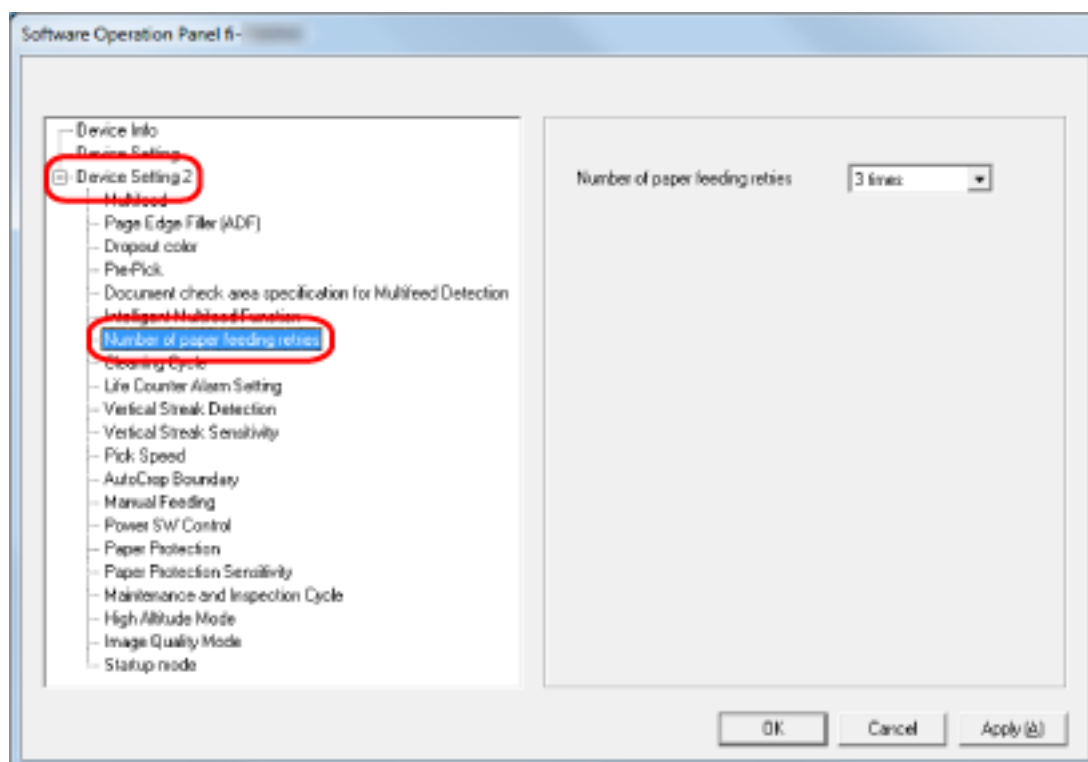 Software Operation Panel fi-
Device Info
Device Setting
Device Setting 2
Multifeed
Page Edge Filler (ADF)
Dropout color
Pre-Pick
Document check area specification for Multifeed Detection
Intelligent Multifeed Function
Number of paper feeding retries
Cleaning Cycle
Life Counter Alarm Setting
Vertical Streak Detection
Vertical Streak Sensitivity
Pick Speed
AutoCrop Boundary
Manual Feeding
Power SW Control
Paper Protection
Paper Protection Sensitivity
Maintenance and Inspection Cycle
High Altitude Mode
Image Quality Mode
Startup mode
Number of paper feeding retries
3 times
OK
Cancel
Apply (A)